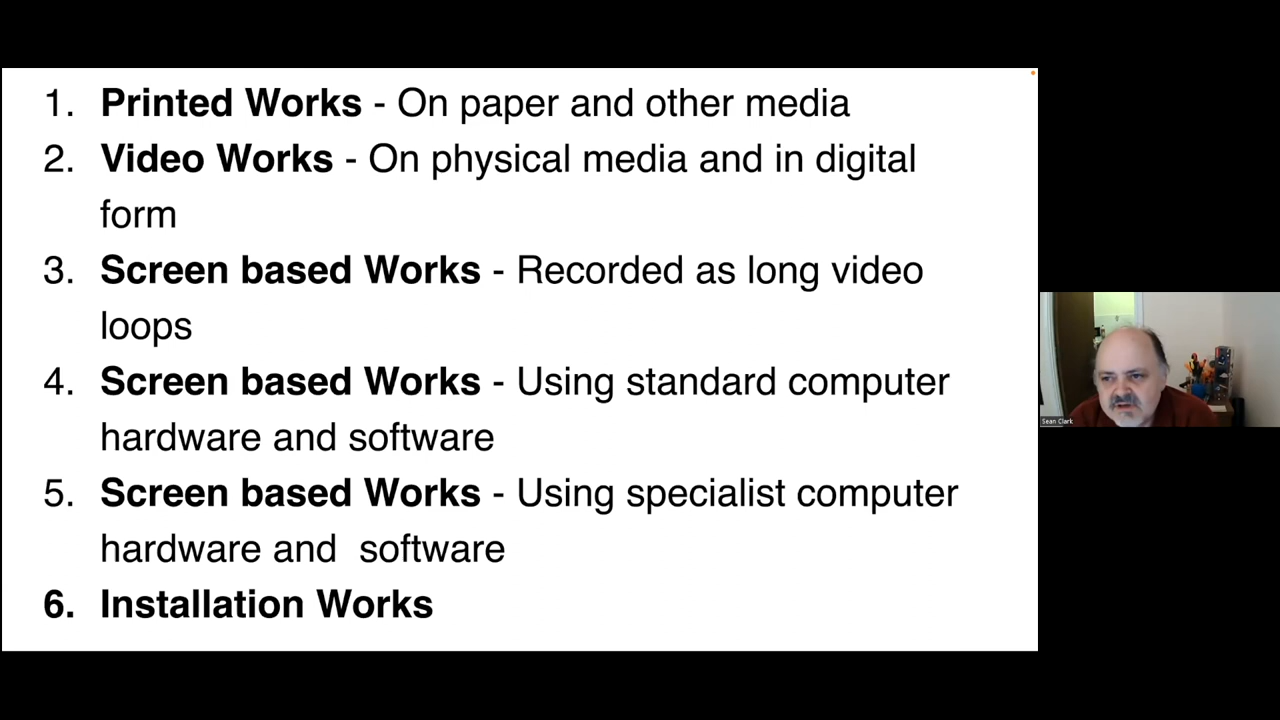 1. Printed Works - On paper and other media
2. Video Works - On physical media and in digital
form
3. Screen based Works - Recorded as long video
loops
4. Screen based Works - Using standard computer
hardware and software
5. Screen based Works - Using specialist computer
hardware and  software
6. Installation Works
Sean Clark